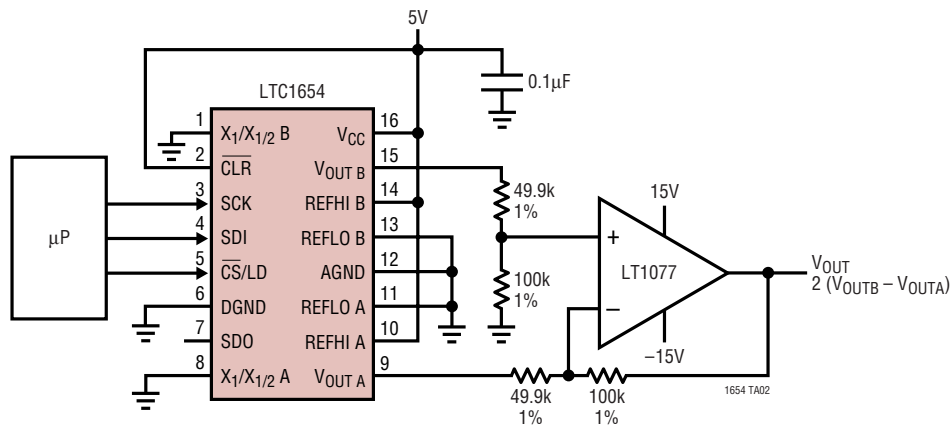 5V
0.1µF
LTC1654
1 X1/X1/2 B VCC 16
2 CLR VOUT B 15
3 SCK REFHI B 14
4 SDI REFLO B 13
5 CS/LD AGND 12
6 DGND REFLO A 11
7 SDO REFHI A 10
8 X1/X1/2 A VOUT A 9
µP
49.9k
1%
100k
1%
15V
+
LT1077
–
–15V
VOUT
2 (VOUTB – VOUTA)
49.9k
1%
100k
1%
1654 TA02